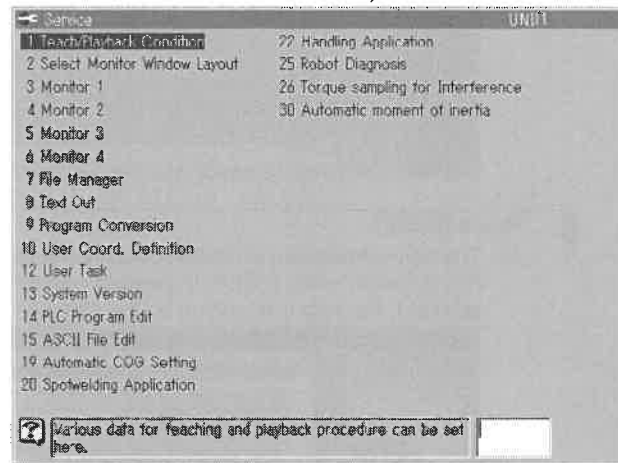 Service
UNIT1
1 Teach/Playback Condition
2 Select Monitor Window Layout
3 Monitor 1
4 Monitor 2
5 Monitor 3
6 Monitor 4
7 File Manager
8 Text Out
9 Program Conversion
10 User Coord. Definition
12 User Task
13 System Version
14 PLC Program Edit
15 ASCII File Edit
19 Automatic COG Setting
20 Spotwelding Application
22 Handling Application
25 Robot Diagnosis
26 Torque sampling for Interference
30 Automatic moment of inertia
Various data for teaching and playback procedure can be set
here.